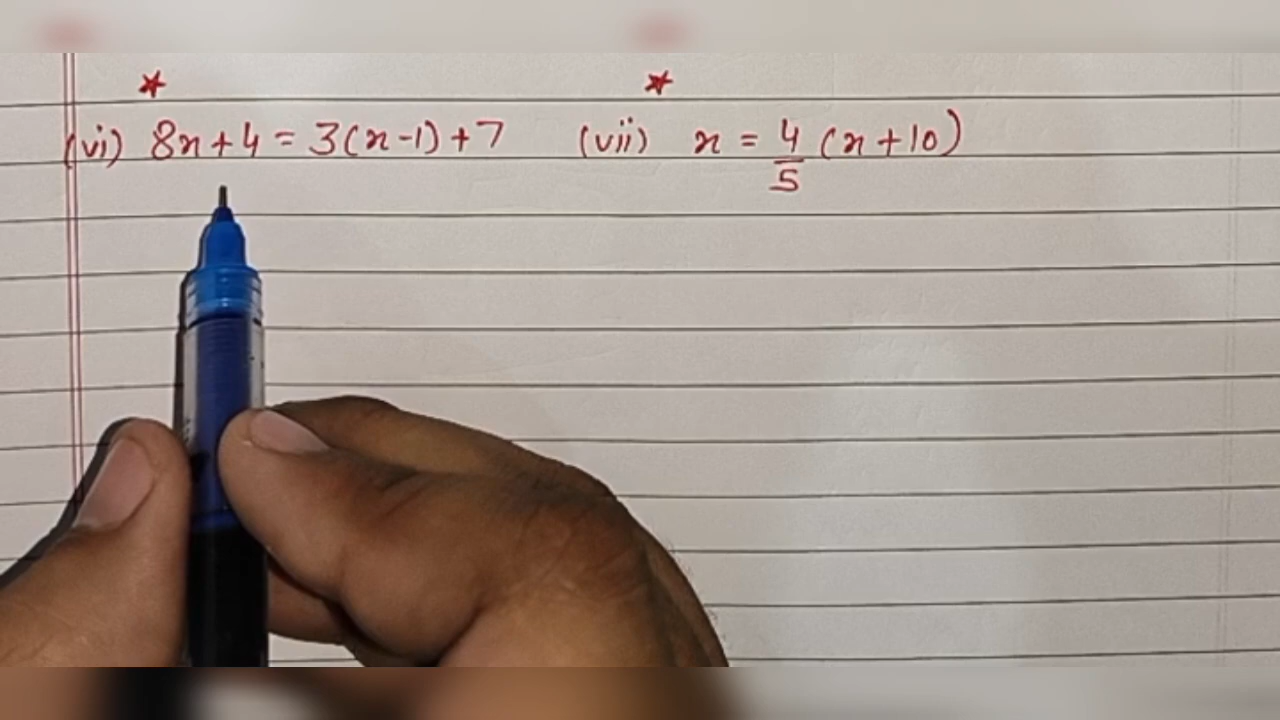 (vi) 8x+4=3(x-1)+7 (vii) x = 4/5 (x+10)